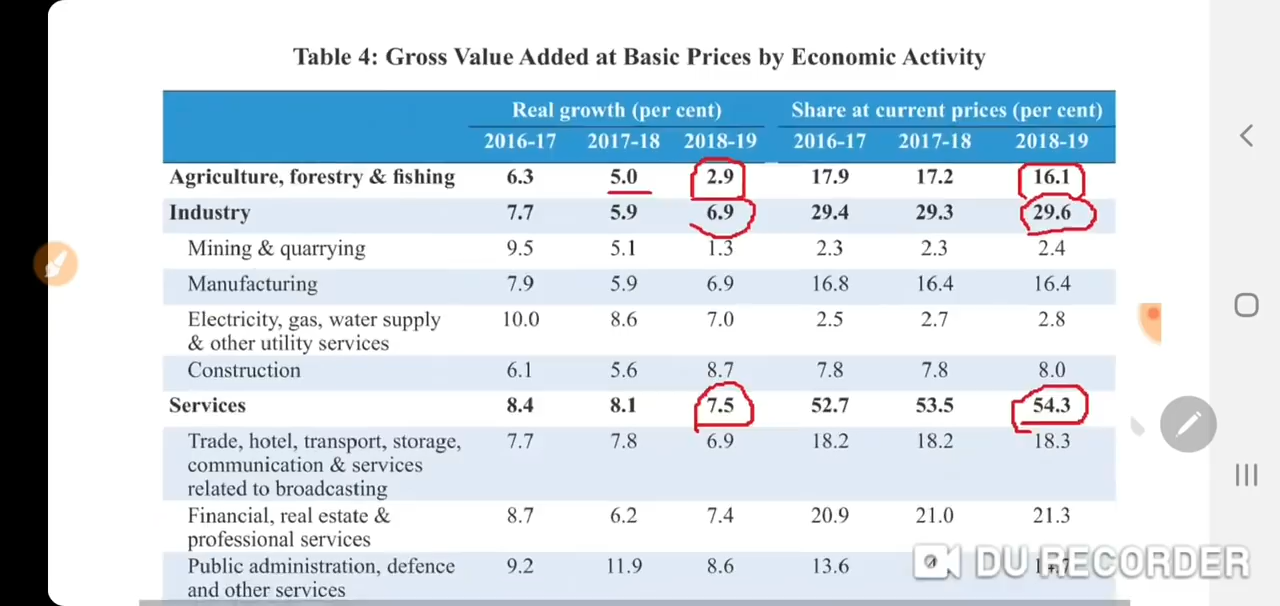 Table 4: Gross Value Added at Basic Prices by Economic Activity
Real growth (per cent) Share at current prices (per cent)
2016-17 2017-18 2018-19 2016-17 2017-18 2018-19
Agriculture, forestry & fishing 6.3 5.0 2.9 17.9 17.2 16.1
Industry 7.7 5.9 6.9 29.4 29.3 29.6
Mining & quarrying 9.5 5.1 1.3 2.3 2.3 2.4
Manufacturing 7.9 5.9 6.9 16.8 16.4 16.4
Electricity, gas, water supply 10.0 8.6 7.0 2.5 2.7 2.8
& other utility services
Construction 6.1 5.6 8.7 7.8 7.8 8.0
Services 8.4 8.1 7.5 52.7 53.5 54.3
Trade, hotel, transport, storage, 7.7 7.8 6.9 18.2 18.2 18.3
communication & services
related to broadcasting
Financial, real estate & 8.7 6.2 7.4 20.9 21.0 21.3
professional services
Public administration, defence 9.2 11.9 8.6 13.6
and other services
DU RECORDER